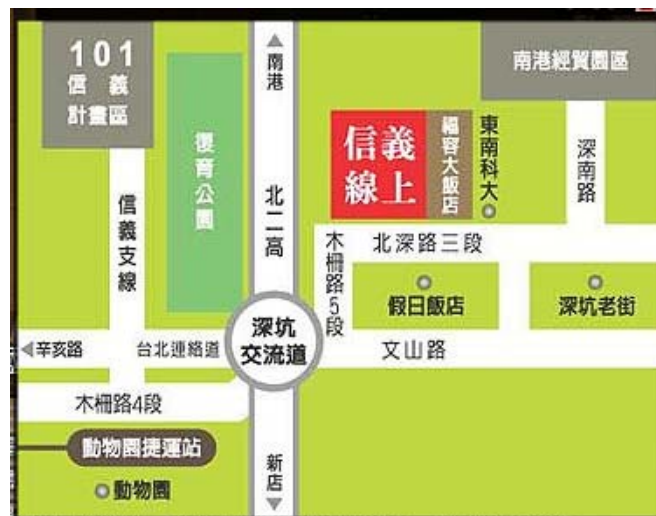 101
信義
計畫區
南港
南港經貿園區
復育公園
信義
線上
福容大飯店
東南科大
深南路
信義支線
北二高
木柵路5段
北深路三段
假日飯店
深坑老街
深坑
交流道
辛亥路
台北連絡道
文山路
木柵路4段
動物園捷運站
新店
動物園